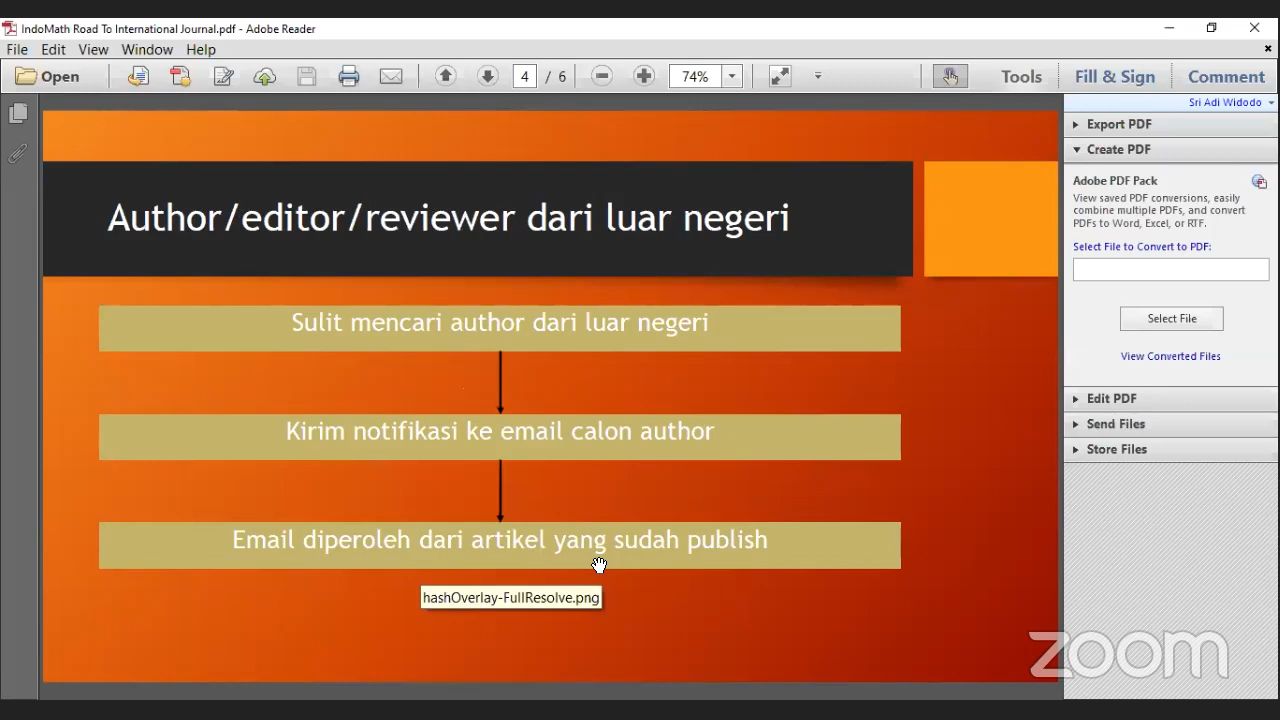 IndoMath Road To International Journal.pdf - Adobe Reader
File Edit View Window Help
Open 4 / 6 74% Tools Fill & Sign Comment
Sri Adi Widodo
Export PDF
Create PDF
Adobe PDF Pack
View saved PDF conversions, easily
combine multiple PDFs, and convert
PDFs to Word, Excel, or RTF.
Select File to Convert to PDF:
Select File
View Converted Files
Edit PDF
Send Files
Store Files
Author/editor/reviewer dari luar negeri
Sulit mencari author dari luar negeri
Kirim notifikasi ke email calon author
Email diperoleh dari artikel yang sudah publish
hashOverlay-FullResolve.png
zoom